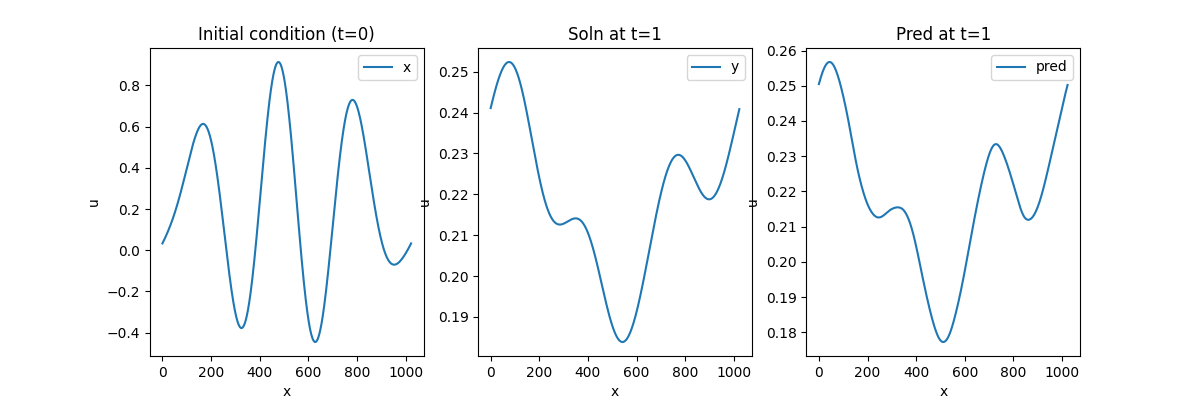 Initial condition (t=0)
x
u
0.8
0.6
0.4
0.2
0.0
−0.2
−0.4
0 200 400 600 800 1000
x
Soln at t=1
y
u
0.25
0.24
0.23
0.22
0.21
0.20
0.19
0 200 400 600 800 1000
x
Pred at t=1
pred
u
0.26
0.25
0.24
0.23
0.22
0.21
0.20
0.19
0.18
0 200 400 600 800 1000
x